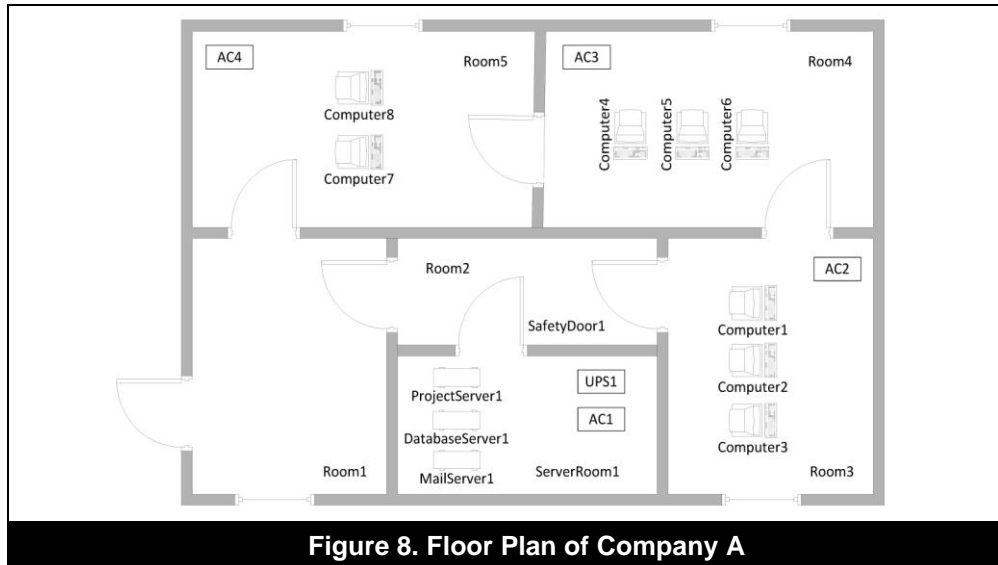 AC4
Room5
Computer8
Computer7
AC3
Room4
Computer4
Computer5
Computer6
Room2
SafetyDoor1
AC2
Computer1
Computer2
Computer3
Room3
ProjectServer1
DatabaseServer1
MailServer1
UPS1
AC1
ServerRoom1
Room1
Figure 8. Floor Plan of Company A